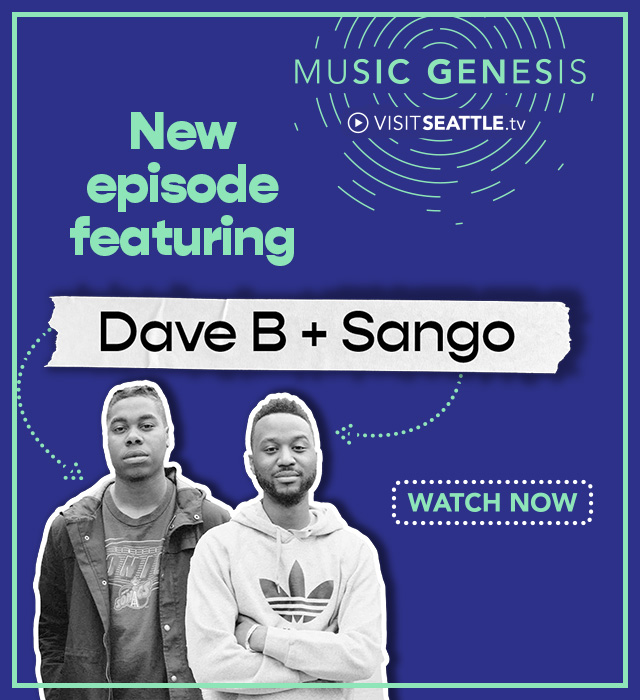 MUSIC GENESIS
VISITSEATTLE.tv
New
episode
featuring
Dave B + Sango
WATCH NOW